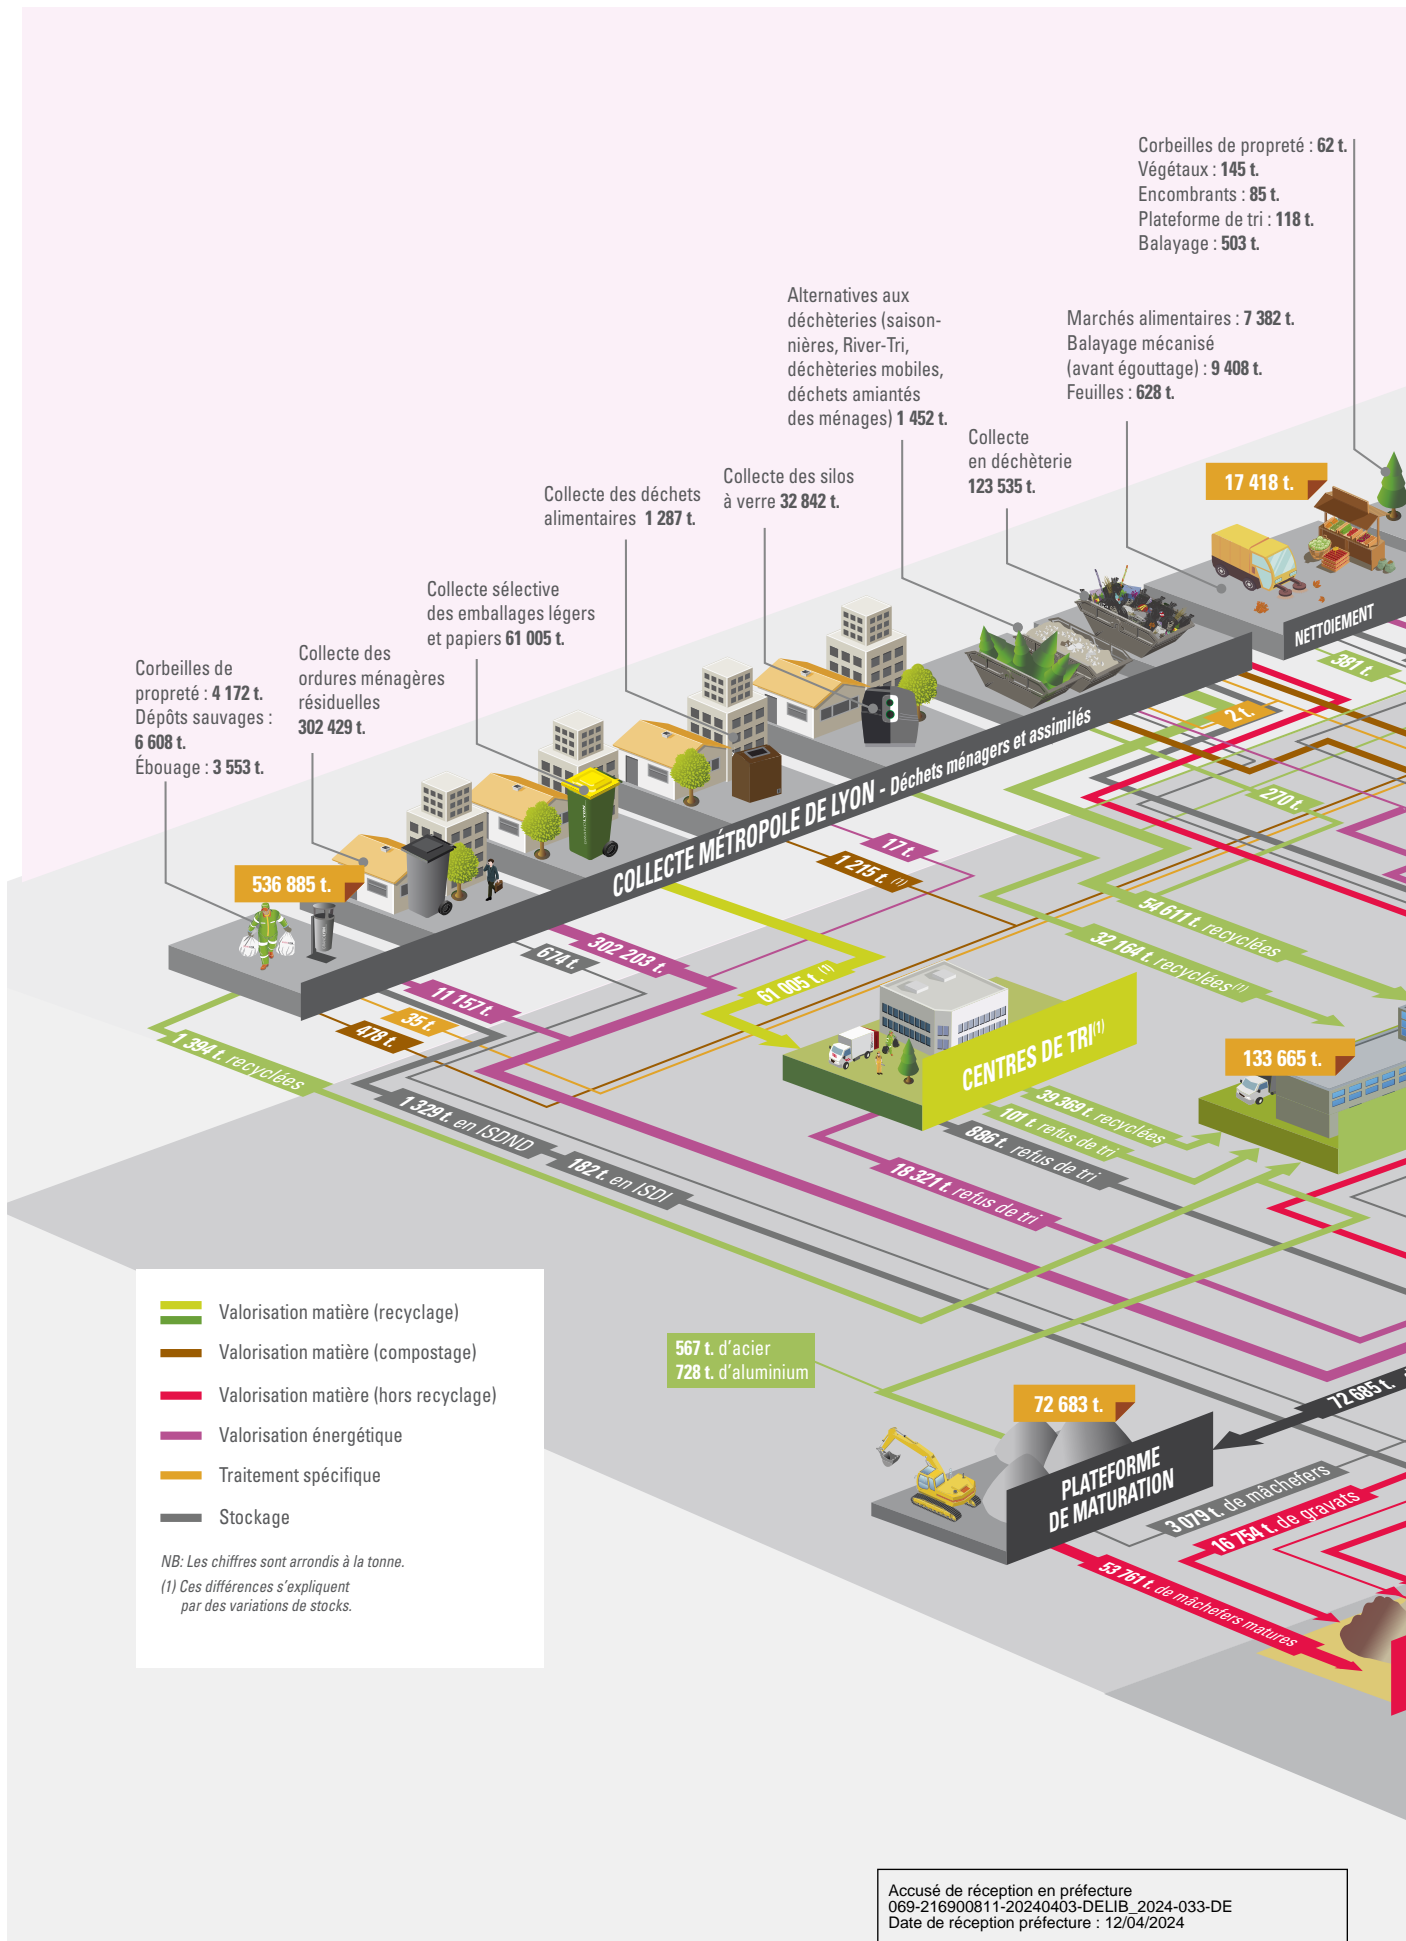 Corbeilles de propreté : 62 t.
Végétaux : 145 t.
Encombrants : 85 t.
Plateforme de tri : 118 t.
Balayage : 503 t.
Alternatives aux
déchèteries (saison-
nières, River-Tri,
déchèteries mobiles,
déchets amiantés
des ménages) 1 452 t.
Marchés alimentaires : 7 382 t.
Balayage mécanisé
(avant égouttage) : 9 408 t.
Feuilles : 628 t.
Collecte
en déchèterie
123 535 t.
Collecte des silos
à verre 32 842 t.
Collecte des déchets
alimentaires 1 287 t.
Collecte sélective
des emballages légers
et papiers 61 005 t.
Collecte des
ordures ménagères
résiduelles
302 429 t.
Corbeilles de
propreté : 4 172 t.
Dépôts sauvages :
6 608 t.
Ébouage : 3 553 t.
17 418 t.
NETTOIEMENT
381 t.
2 t.
270 t.
COLLECTE MÉTROPOLE DE LYON - Déchets ménagers et assimilés
536 885 t.
17 t.
1 215 t. (1)
54 611 t. recyclées
32 164 t. recyclées(1)
302 203 t.
674 t.
61 005 t. (1)
11 157 t.
35 t.
478 t.
1 394 t. recyclées
CENTRES DE TRI(1)
133 665 t.
39 369 t. recyclées
101 t. refus de tri
886 t. refus de tri
18 321 t. refus de tri
1 329 t. en ISDND
182 t. en ISDI
Valorisation matière (recyclage)
Valorisation matière (compostage)
Valorisation matière (hors recyclage)
Valorisation énergétique
Traitement spécifique
Stockage
NB: Les chiffres sont arrondis à la tonne.
(1) Ces différences s'expliquent
par des variations de stocks.
567 t. d'acier
728 t. d'aluminium
72 683 t.
72 685 t.
PLATEFORME
DE MATURATION
3 079 t. de mâchefers
16 754 t. de gravats
53 761 t. de mâchefers matures
Accusé de réception en préfecture
069-216900811-20240403-DELIB_2024-033-DE
Date de réception préfecture : 12/04/2024